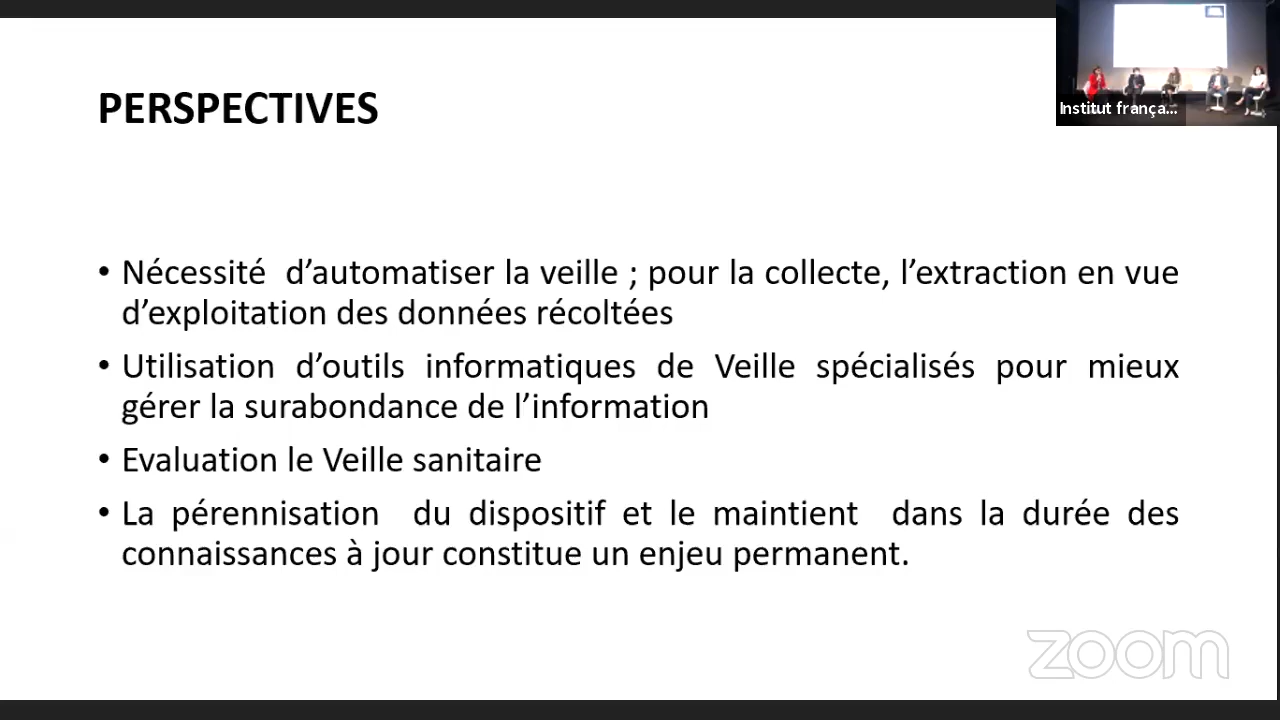 PERSPECTIVES
Institut frança...
• Nécessité d’automatiser la veille ; pour la collecte, l’extraction en vue
d’exploitation des données récoltées
• Utilisation d’outils informatiques de Veille spécialisés pour mieux
gérer la surabondance de l’information
• Evaluation le Veille sanitaire
• La pérennisation du dispositif et le maintient dans la durée des
connaissances à jour constitue un enjeu permanent.
zoom